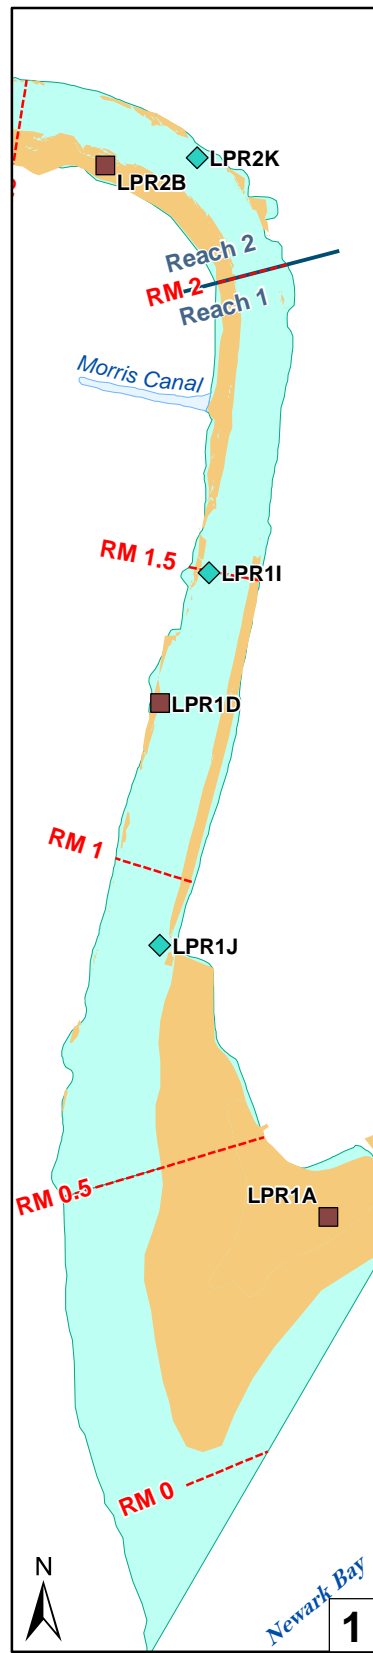 LPR2K
LPR2B
Reach 2
RM 2
Reach 1
Morris Canal
RM 1.5
LPR1I
LPR1D
RM 1
LPR1J
RM 0.5
LPR1A
RM 0
N
Newark Bay
1